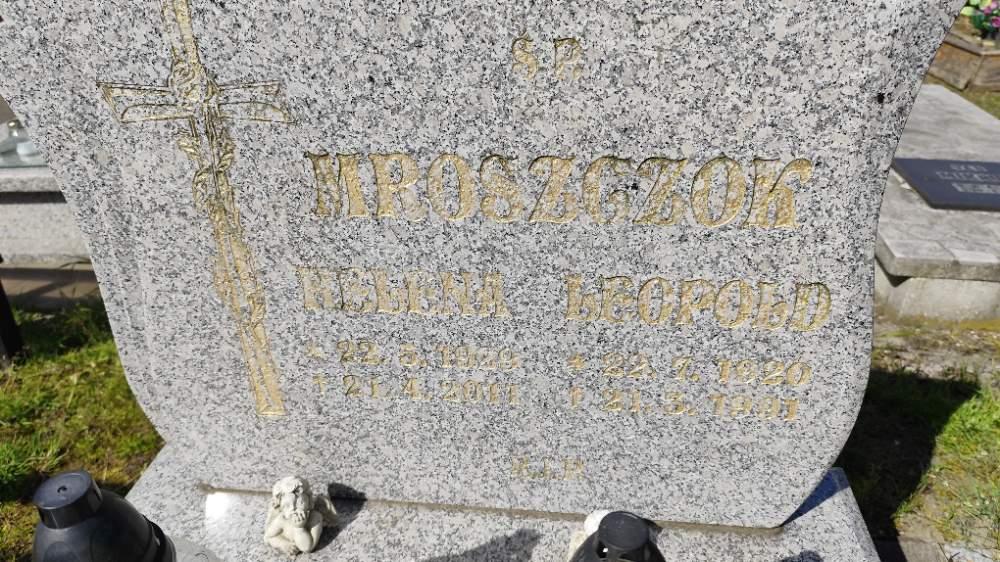 Ś. P.
MROSZCZOK
HELENA LEOPOLD
* 22. 5. 1929 * 22. 7. 1920
† 21. 4. 2011 † 21. 5. 1991
R.I.P.